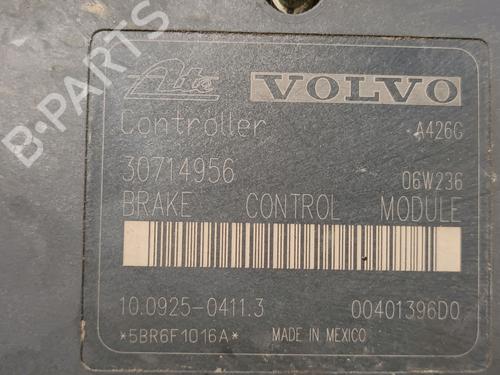 Ate VOLVO
Controller A426G
30714956 06W236
BRAKE CONTROL MODULE
10.0925-0411.3 00401396D0
*5BR6F1016A* MADE IN MEXICO
B-PARTS